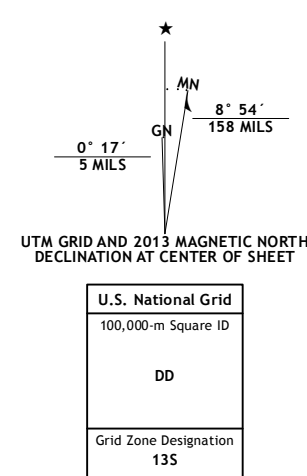 ★
MN
GN
8° 54´
158 MILS
0° 17´
5 MILS
UTM GRID AND 2013 MAGNETIC NORTH
DECLINATION AT CENTER OF SHEET
U.S. National Grid
100,000-m Square ID
DD
Grid Zone Designation
13S